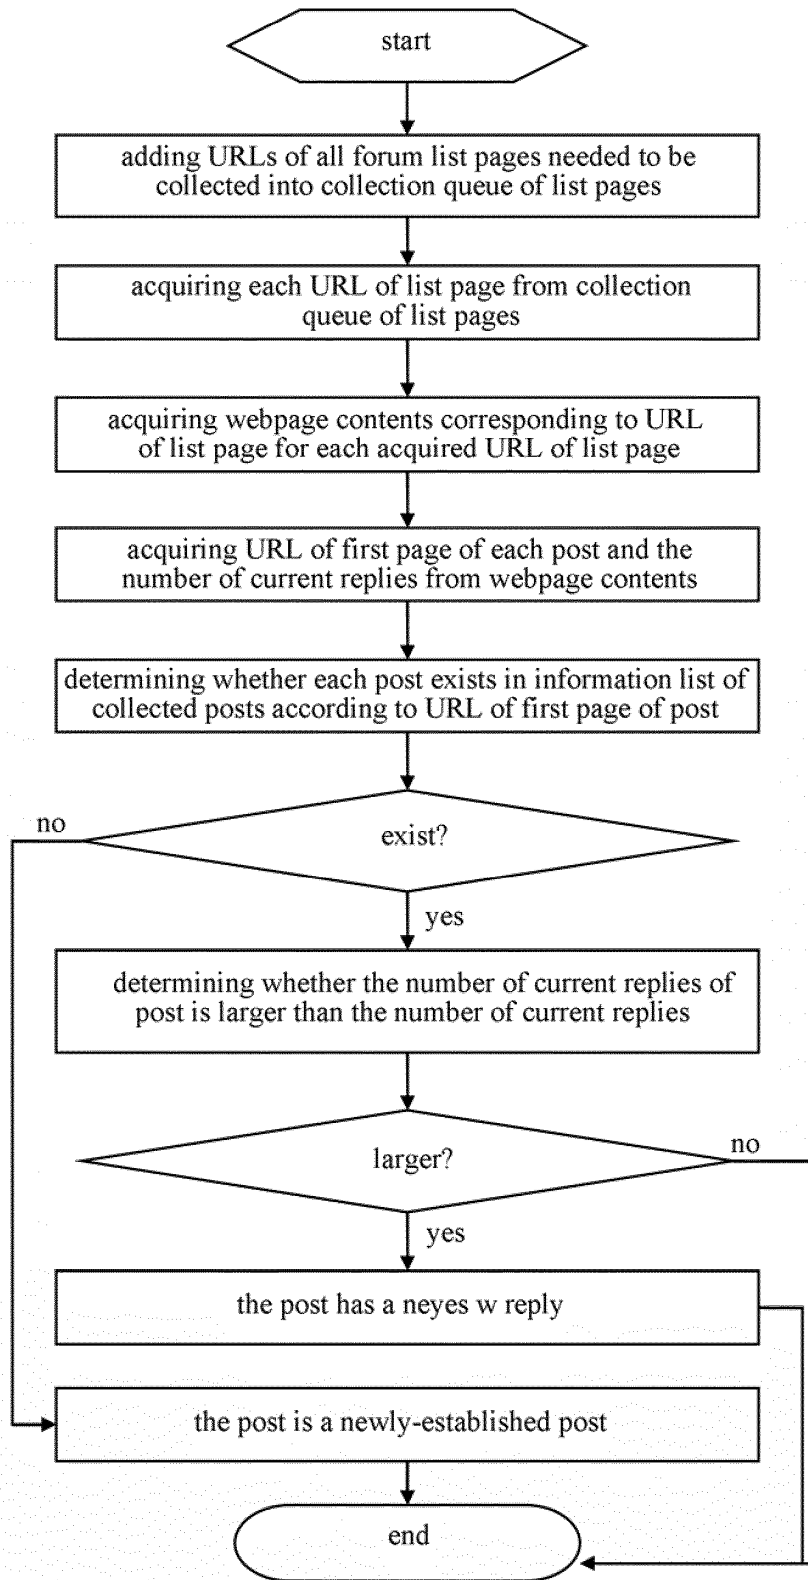 start
adding URLs of all forum list pages needed to be
collected into collection queue of list pages
acquiring each URL of list page from collection
queue of list pages
acquiring webpage contents corresponding to URL
of list page for each acquired URL of list page
acquiring URL of first page of each post and the
number of current replies from webpage contents
determining whether each post exists in information list of
collected posts according to URL of first page of post
no
exist?
yes
determining whether the number of current replies of
post is larger than the number of current replies
no
larger?
yes
the post has a neyes w reply
the post is a newly-established post
end